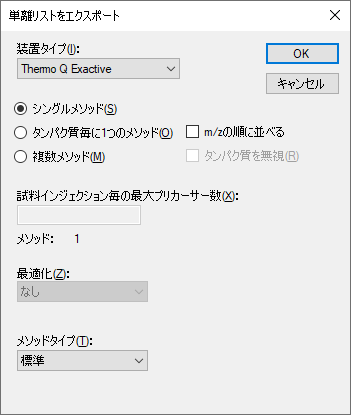 単離リストをエクスポート
装置タイプ(I):
Thermo Q Exactive
OK
キャンセル
シングルメソッド(S)
タンパク質毎に1つのメソッド(O)
m/zの順に並べる
複数メソッド(M)
タンパク質を無視(R)
試料インジェクション毎の最大プリカーサー数(X):
メソッド: 1
最適化(Z):
なし
メソッドタイプ(T):
標準